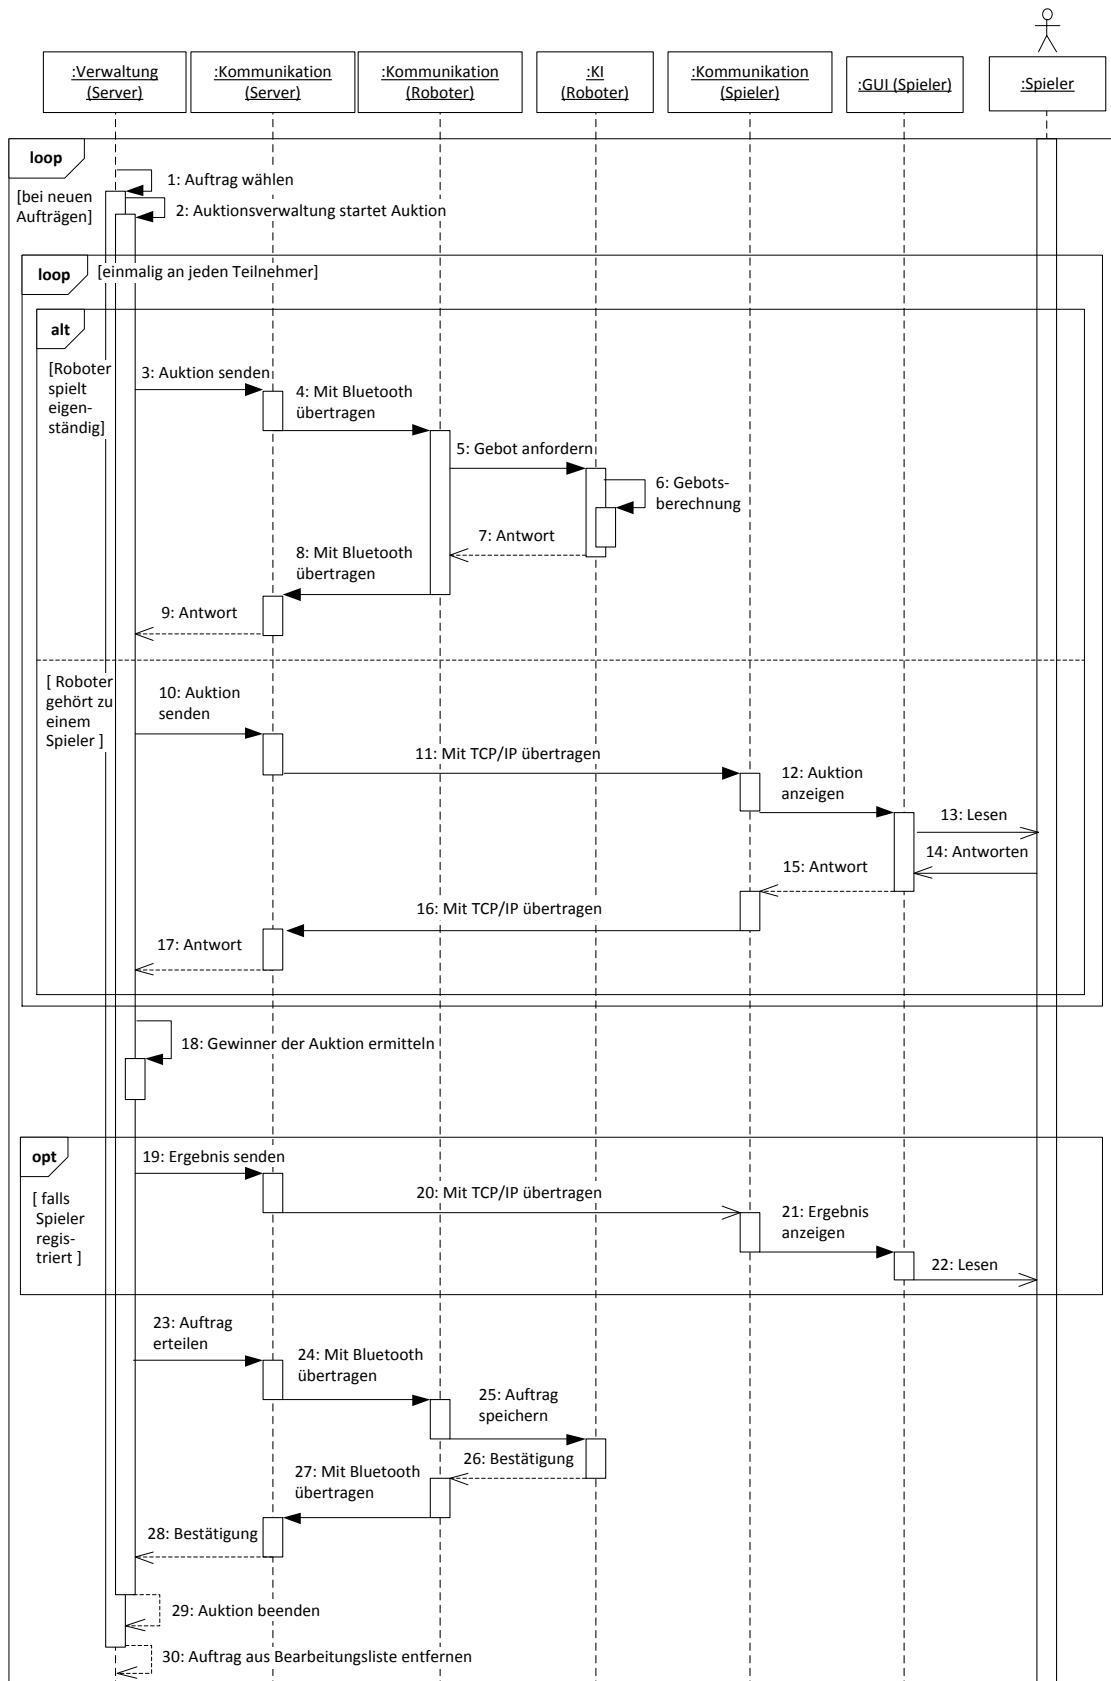 :Verwaltung
(Server)
:Kommunikation
(Server)
:Kommunikation
(Roboter)
:KI
(Roboter)
:Kommunikation
(Spieler)
:GUI (Spieler)
:Spieler
loop
[bei neuen
Aufträgen]
1: Auftrag wählen
2: Auktionsverwaltung startet Auktion
loop
[einmalig an jeden Teilnehmer]
alt
[Roboter
spielt
eigen-
ständig]
3: Auktion senden
4: Mit Bluetooth
übertragen
5: Gebot anfordern
6: Gebots-
berechnung
7: Antwort
8: Mit Bluetooth
übertragen
9: Antwort
[ Roboter
gehört zu
einem
Spieler ]
10: Auktion
senden
11: Mit TCP/IP übertragen
12: Auktion
anzeigen
13: Lesen
14: Antworten
15: Antwort
16: Mit TCP/IP übertragen
17: Antwort
18: Gewinner der Auktion ermitteln
opt
[ falls
Spieler
regis-
triert ]
19: Ergebnis senden
20: Mit TCP/IP übertragen
21: Ergebnis
anzeigen
22: Lesen
23: Auftrag
erteilen
24: Mit Bluetooth
übertragen
25: Auftrag
speichern
26: Bestätigung
27: Mit Bluetooth
übertragen
28: Bestätigung
29: Auktion beenden
30: Auftrag aus Bearbeitungsliste entfernen